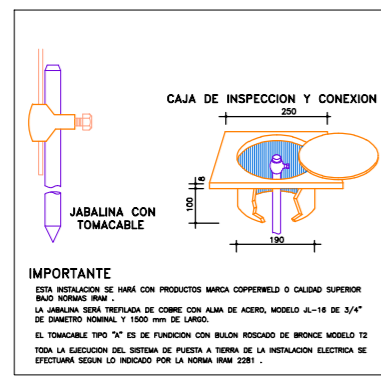 CAJA DE INSPECCION Y CONEXION
250
8
100
190
JABALINA CON
TOMACABLE
IMPORTANTE
ESTA INSTALACION SE HARÁ CON PRODUCTOS MARCA COPPERWELD O CALIDAD SUPERIOR
BAJO NORMAS IRAM .
LA JABALINA SERÁ TREFILADA DE COBRE CON ALMA DE ACERO, MODELO JL-16 DE 3/4"
DE DIAMETRO NOMINAL Y 1500 mm DE LARGO.
EL TOMACABLE TIPO "A" ES DE FUNDICION CON BULON ROSCADO DE BRONCE MODELO T2
TODA LA EJECUCION DEL SISTEMA DE PUESTA A TIERRA DE LA INSTALACION ELECTRICA SE
EFECTUARÁ SEGUN LO INDICADO POR LA NORMA IRAM 2281 .